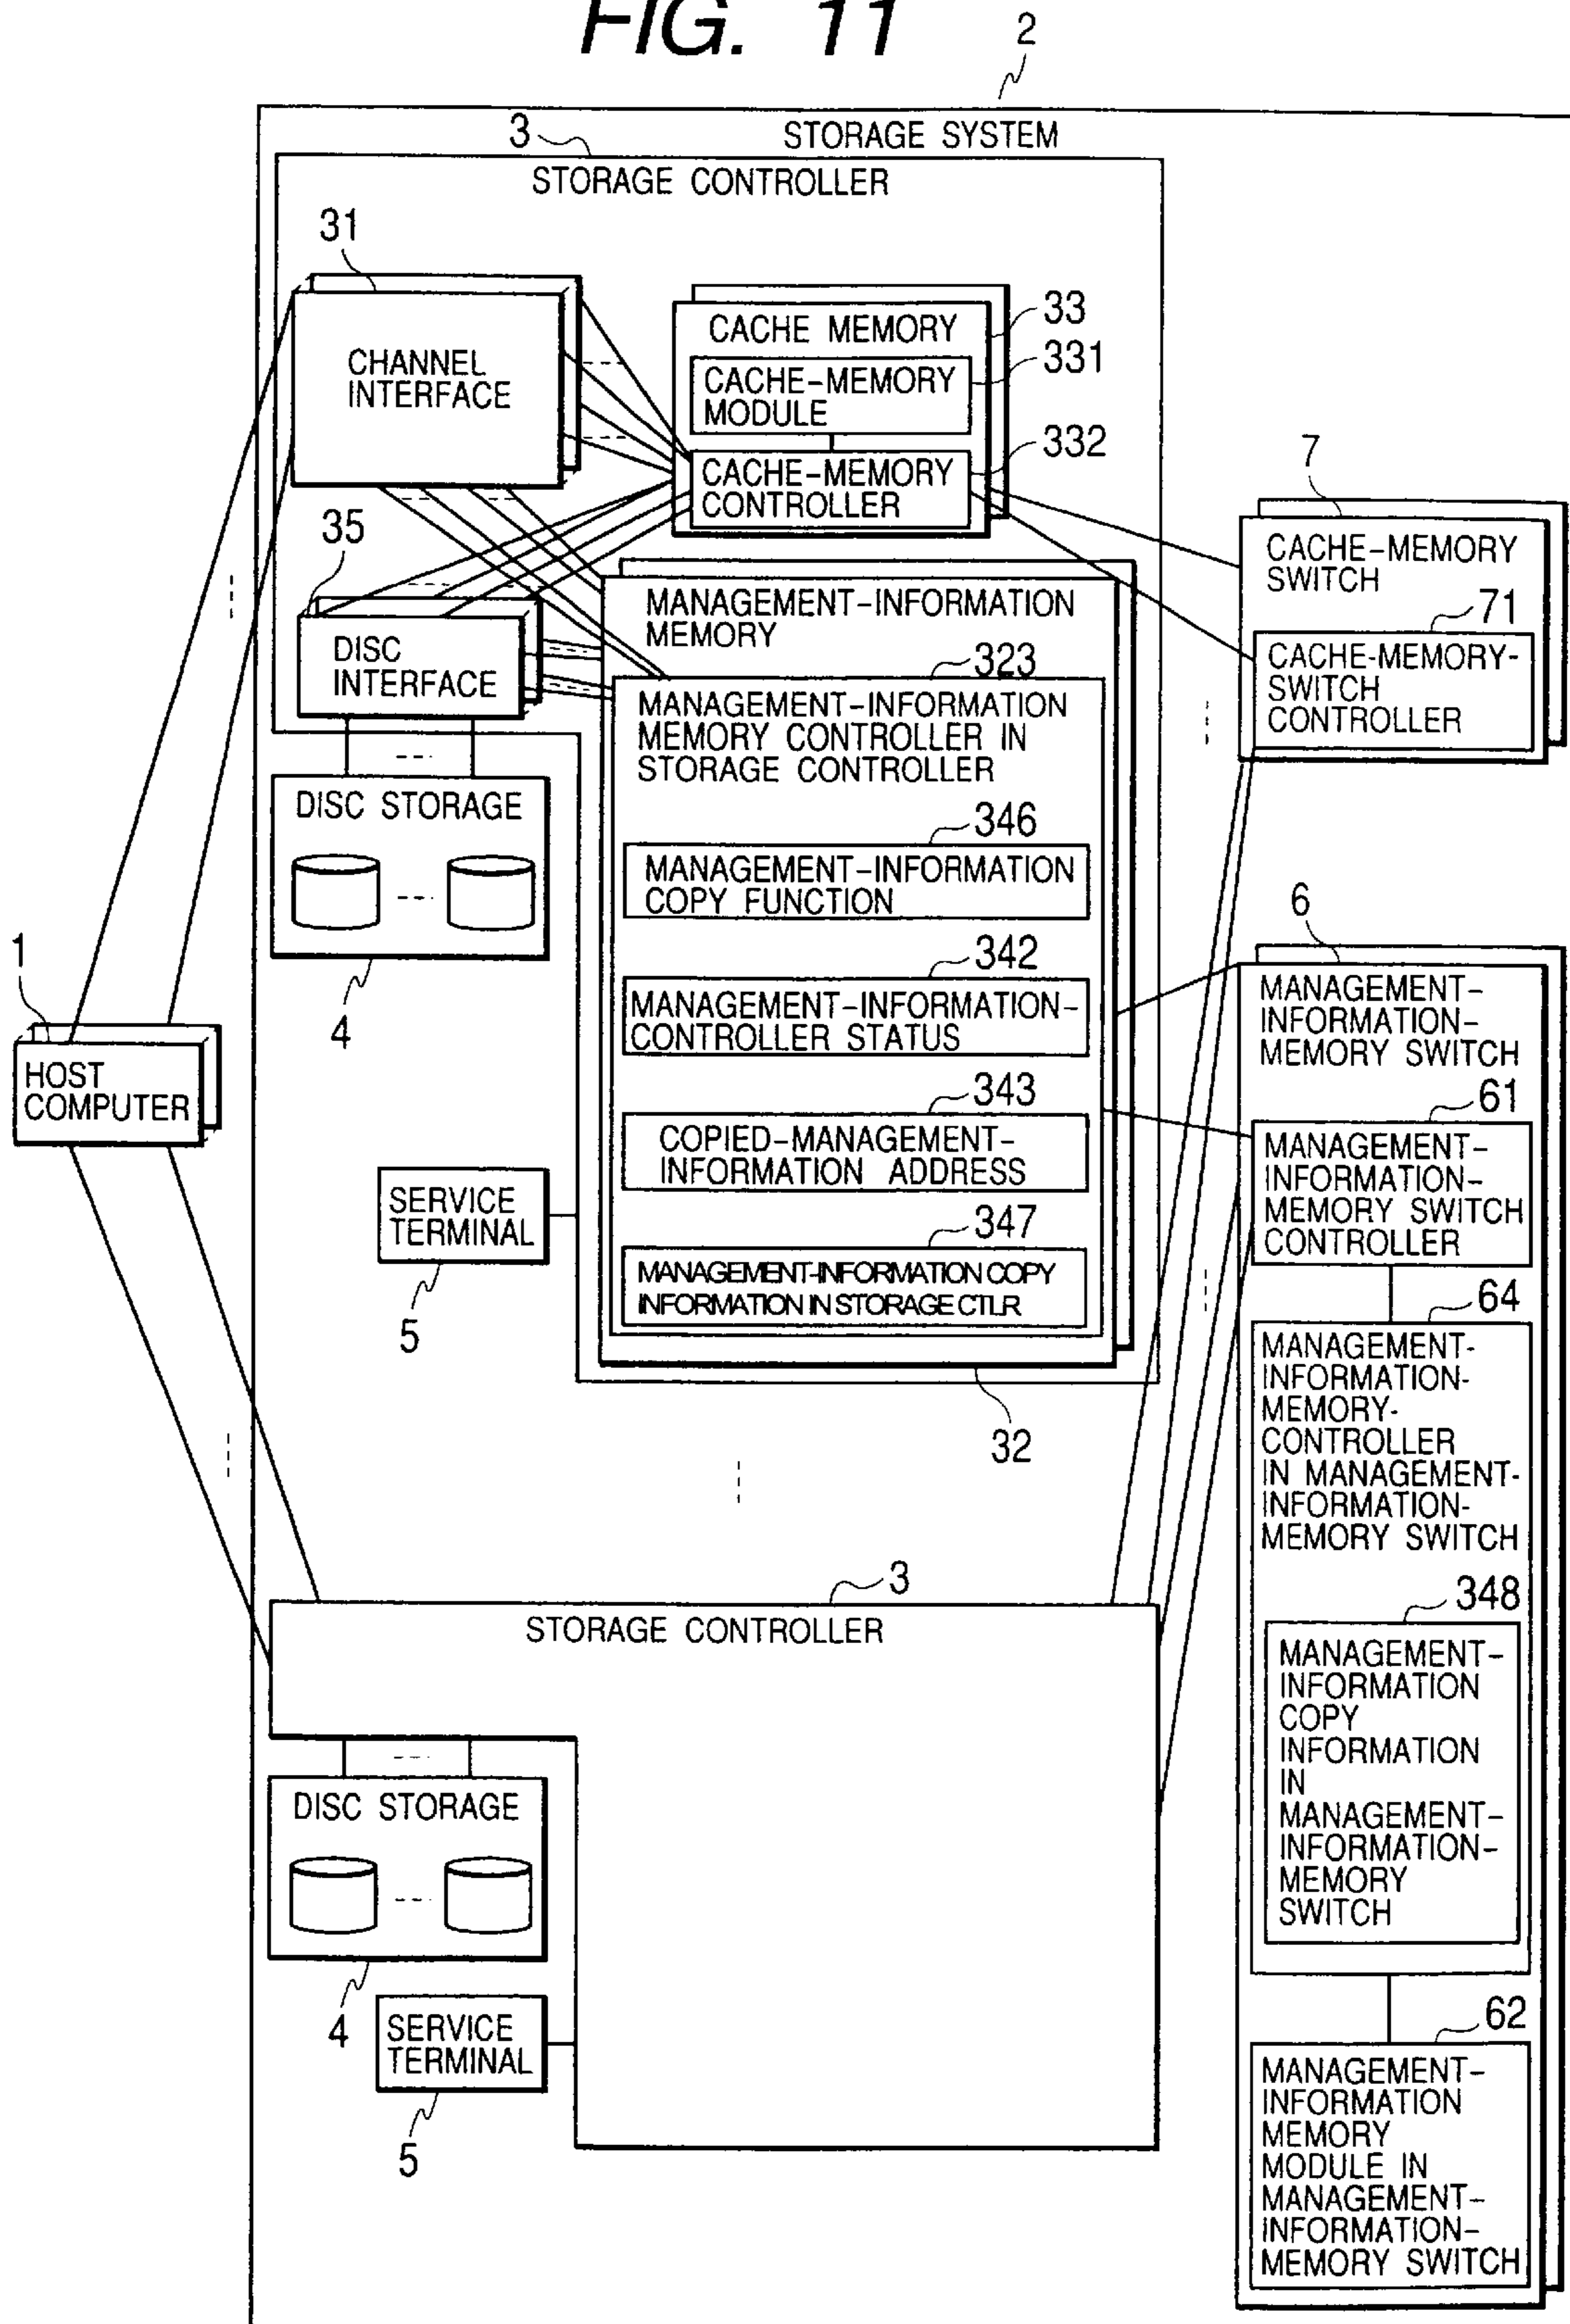 FIG. 11
2
STORAGE SYSTEM
3
STORAGE CONTROLLER
31
CHANNEL
INTERFACE
33
CACHE MEMORY
331
CACHE-MEMORY
MODULE
332
CACHE-MEMORY
CONTROLLER
7
CACHE-MEMORY
SWITCH
71
CACHE-MEMORY-
SWITCH
CONTROLLER
35
DISC
INTERFACE
MANAGEMENT-INFORMATION
MEMORY
323
MANAGEMENT-INFORMATION
MEMORY CONTROLLER IN
STORAGE CONTROLLER
346
MANAGEMENT-INFORMATION
COPY FUNCTION
342
MANAGEMENT-INFORMATION-
CONTROLLER STATUS
343
COPIED-MANAGEMENT-
INFORMATION ADDRESS
347
MANAGEMENT-INFORMATION COPY
INFORMATION IN STORAGE CTLR
32
DISC STORAGE
4
1
HOST
COMPUTER
SERVICE
TERMINAL
5
6
MANAGEMENT-
INFORMATION-
MEMORY SWITCH
61
MANAGEMENT-
INFORMATION-
MEMORY SWITCH
CONTROLLER
64
MANAGEMENT-
INFORMATION-
MEMORY-
CONTROLLER
IN MANAGEMENT-
INFORMATION-
MEMORY SWITCH
348
MANAGEMENT-
INFORMATION
COPY
INFORMATION
IN
MANAGEMENT-
INFORMATION-
MEMORY
SWITCH
62
MANAGEMENT-
INFORMATION
MEMORY
MODULE IN
MANAGEMENT-
INFORMATION-
MEMORY SWITCH
3
STORAGE CONTROLLER
DISC STORAGE
4
SERVICE
TERMINAL
5